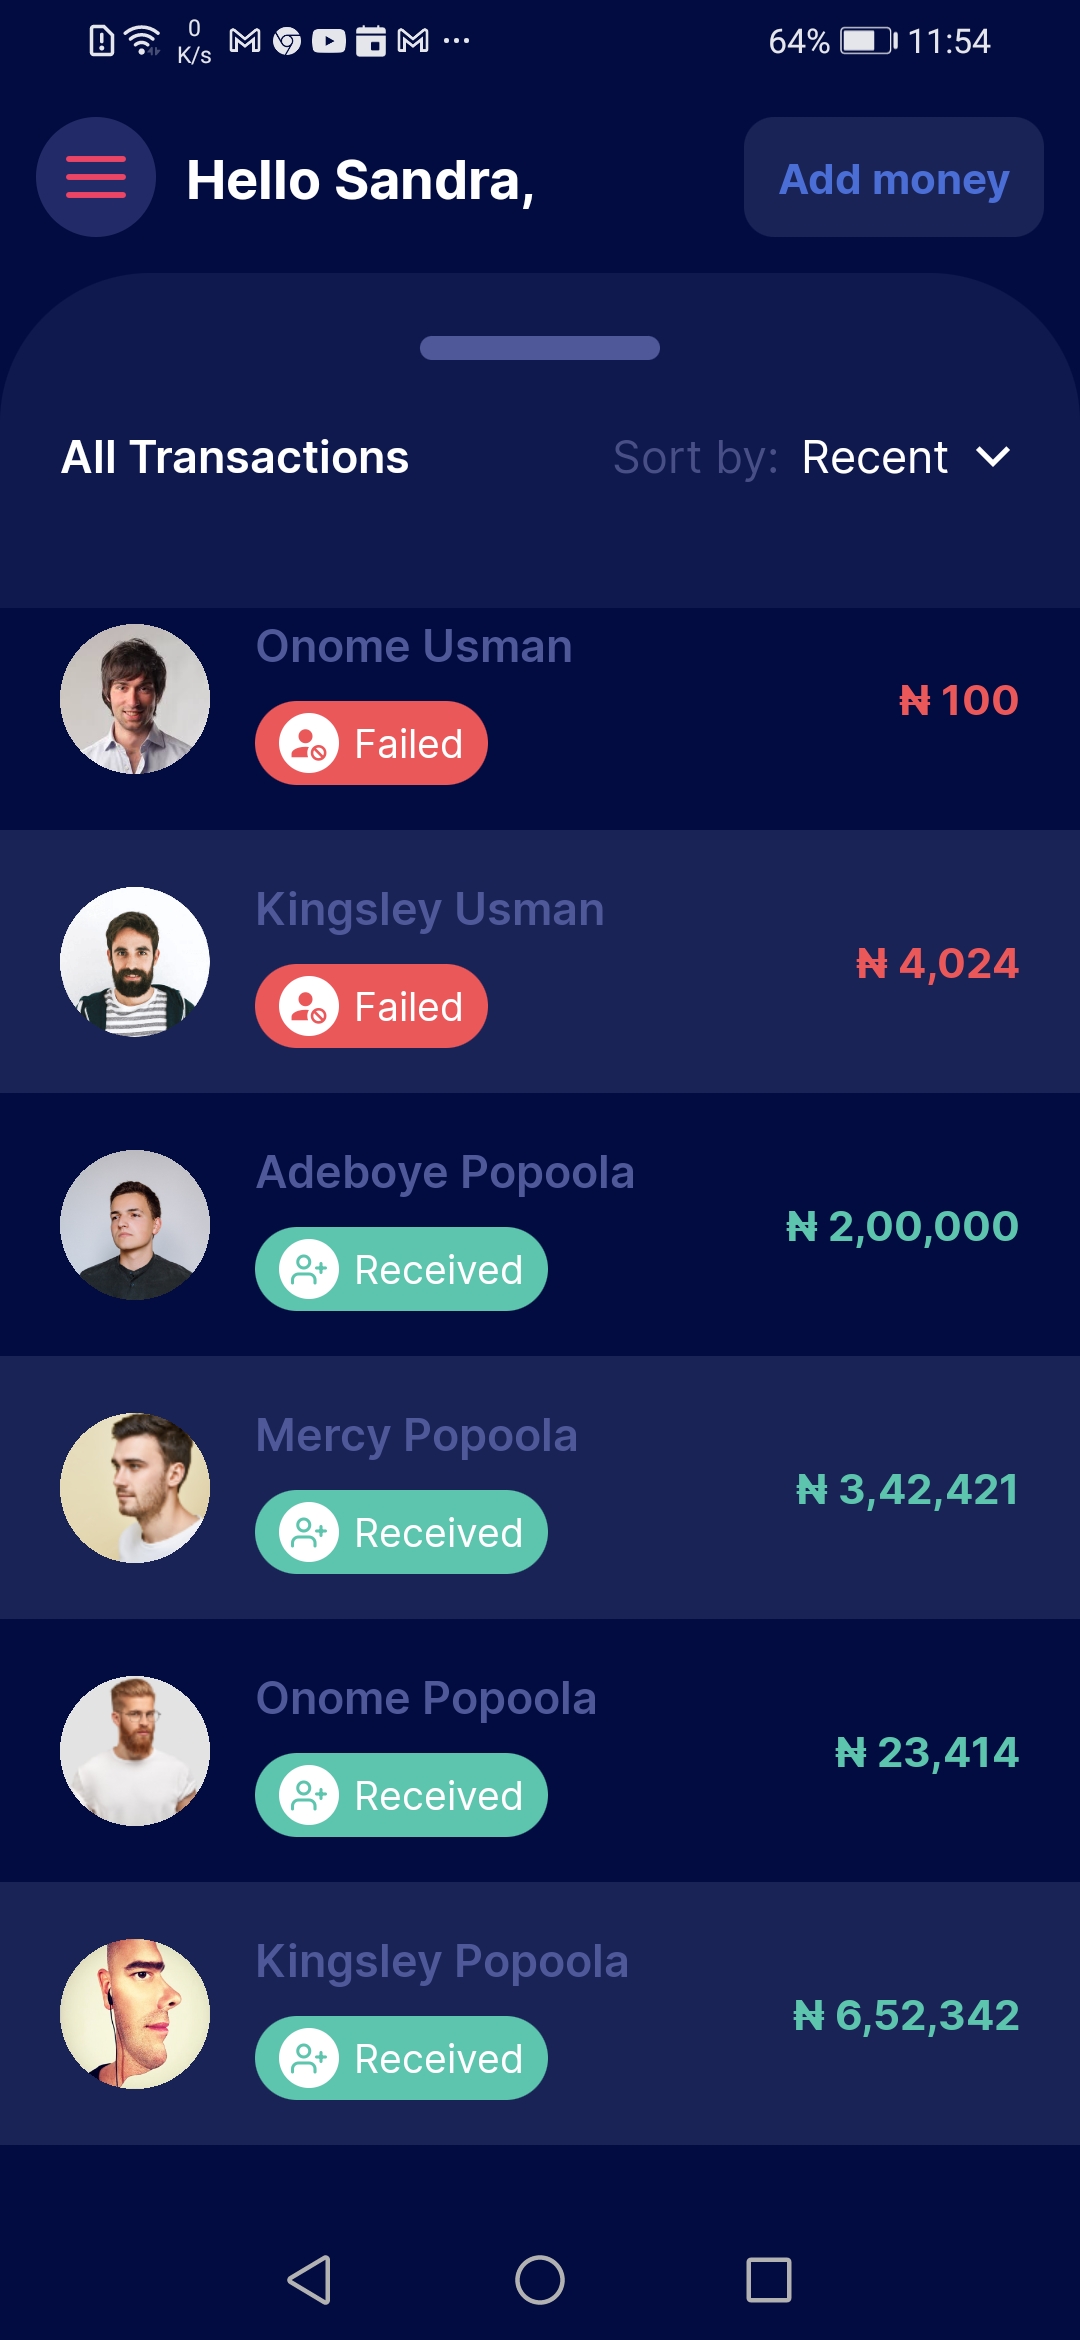 0
K/s
64%
11:54
Hello Sandra,
Add money
All Transactions
Sort by: Recent
Onome Usman
₦ 100
Failed
Kingsley Usman
₦ 4,024
Failed
Adeboye Popoola
₦ 2,00,000
Received
Mercy Popoola
₦ 3,42,421
Received
Onome Popoola
₦ 23,414
Received
Kingsley Popoola
₦ 6,52,342
Received